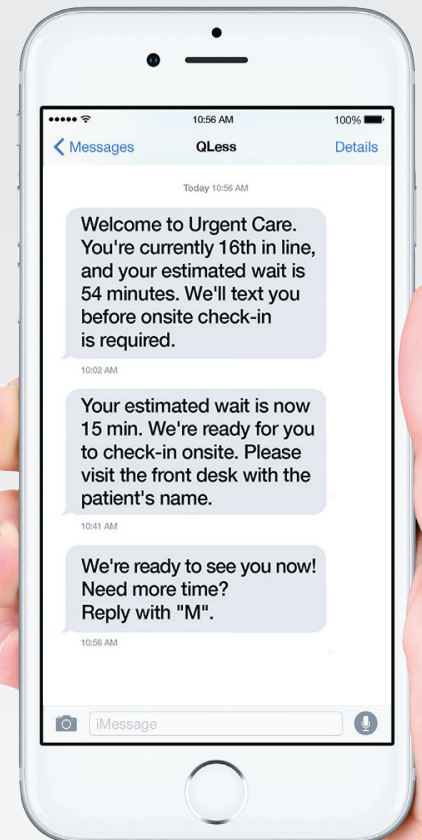 10:56 AM
100%
Messages
QLess
Details
Today 10:56 AM
Welcome to Urgent Care.
You're currently 16th in line,
and your estimated wait is
54 minutes. We'll text you
before onsite check-in
is required.
10:02 AM
Your estimated wait is now
15 min. We're ready for you
to check-in onsite. Please
visit the front desk with the
patient's name.
10:41 AM
We're ready to see you now!
Need more time?
Reply with "M".
10:56 AM
iMessage